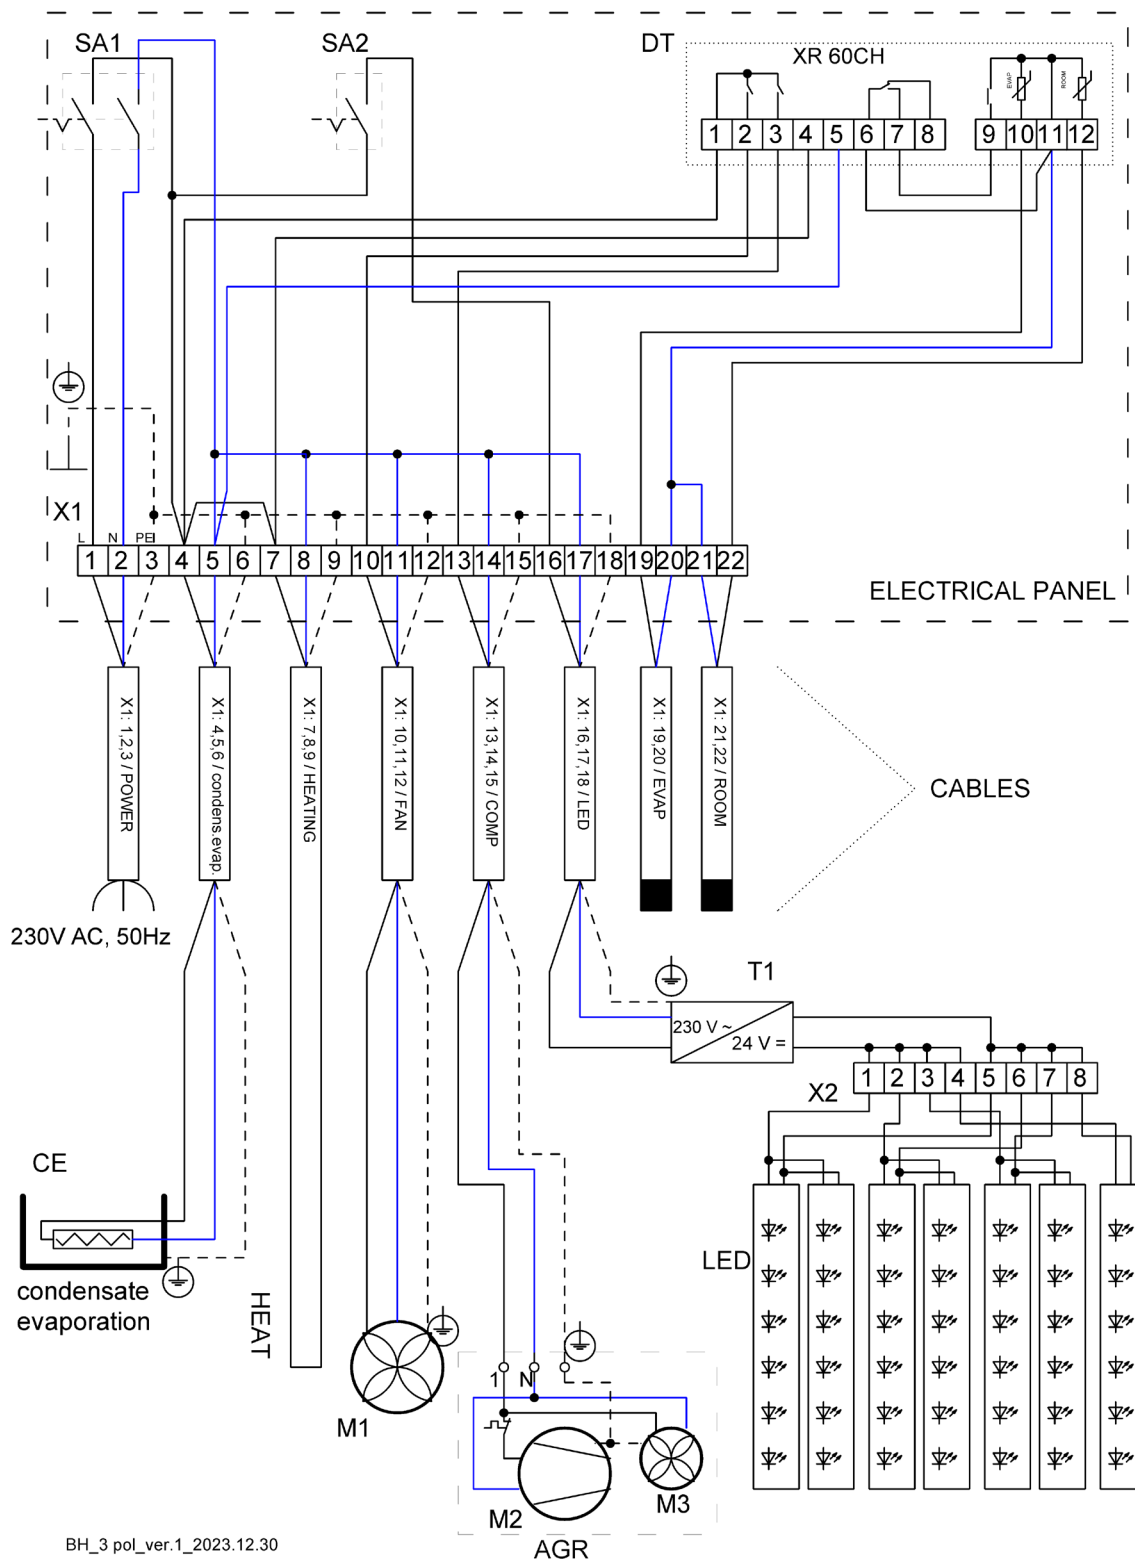 SA1
SA2
DT
XR 60CH
EVAP
ROOM
1 2 3 4 5 6 7 8
9 10 11 12
X1
L N PE
1 2 3 4 5 6 7 8 9 10 11 12 13 14 15 16 17 18 19 20 21 22
ELECTRICAL PANEL
X1: 1,2,3 / POWER
X1: 4,5,6 / condens.evap.
X1: 7,8,9 / HEATING
X1: 10,11,12 / FAN
X1: 13,14,15 / COMP
X1: 16,17,18 / LED
X1: 19,20 / EVAP
X1: 21,22 / ROOM
CABLES
230V AC, 50Hz
T1
230 V ~
24 V =
X2
1 2 3 4 5 6 7 8
CE
condensate
evaporation
HEAT
LED
M1
1 N
M2
M3
AGR
BH_3 pol_ver.1_2023.12.30